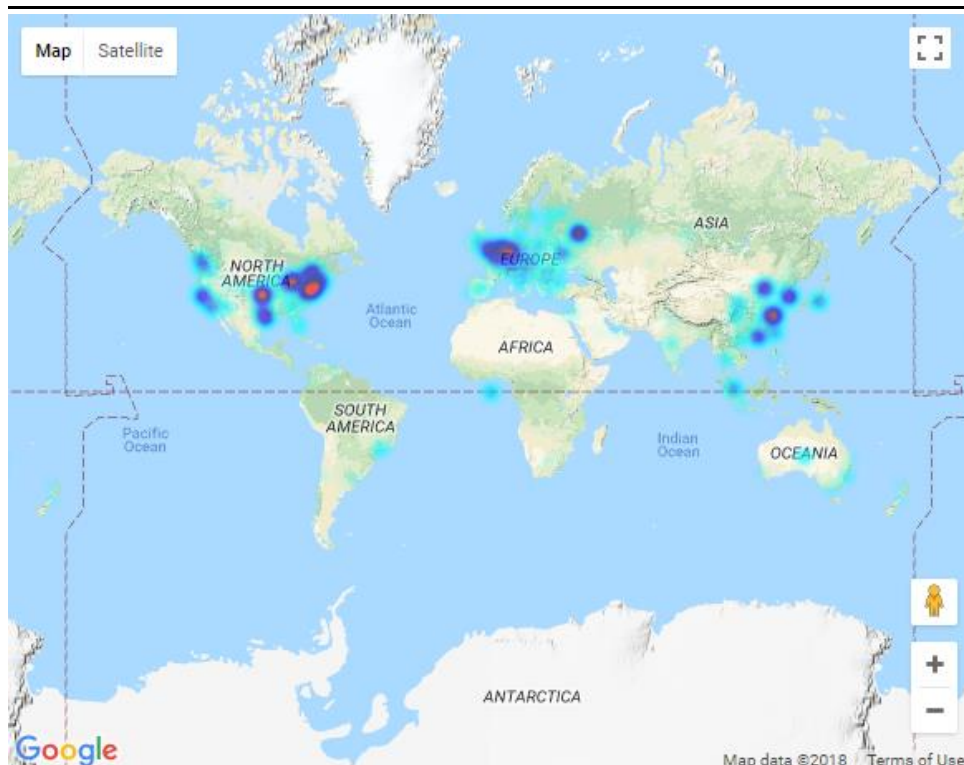 Map Satellite
ASIA
NORTH
AMERICA
EUROPE
Atlantic
Ocean
AFRICA
SOUTH
AMERICA
Pacific
Ocean
Indian
Ocean
OCEANIA
ANTARCTICA
Google
Map data ©2018 Terms of Use